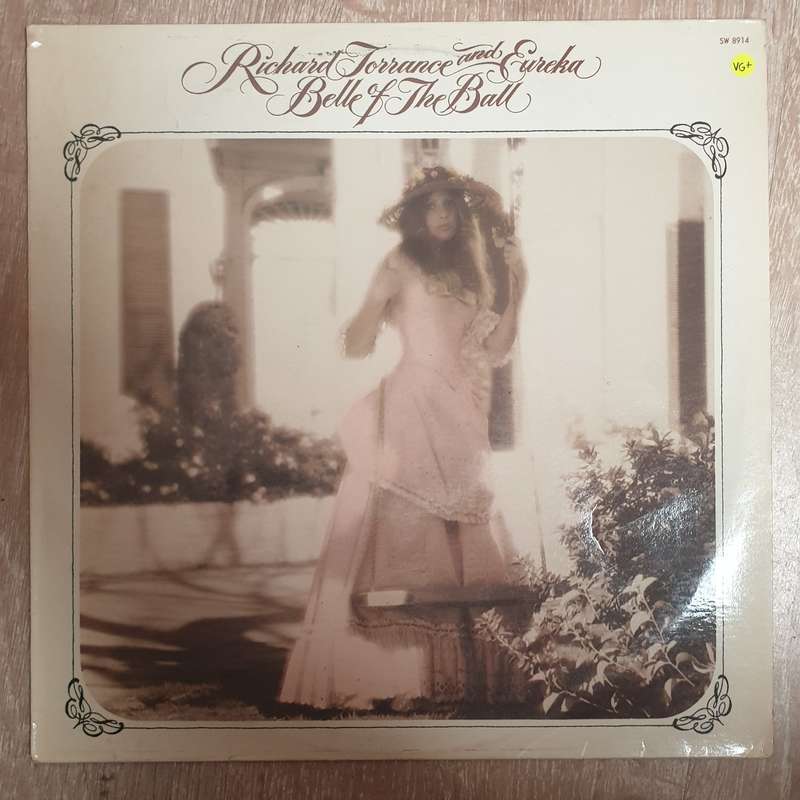 SW 8914
Richard Torrance and Eureka
Belle of The Ball
VG+